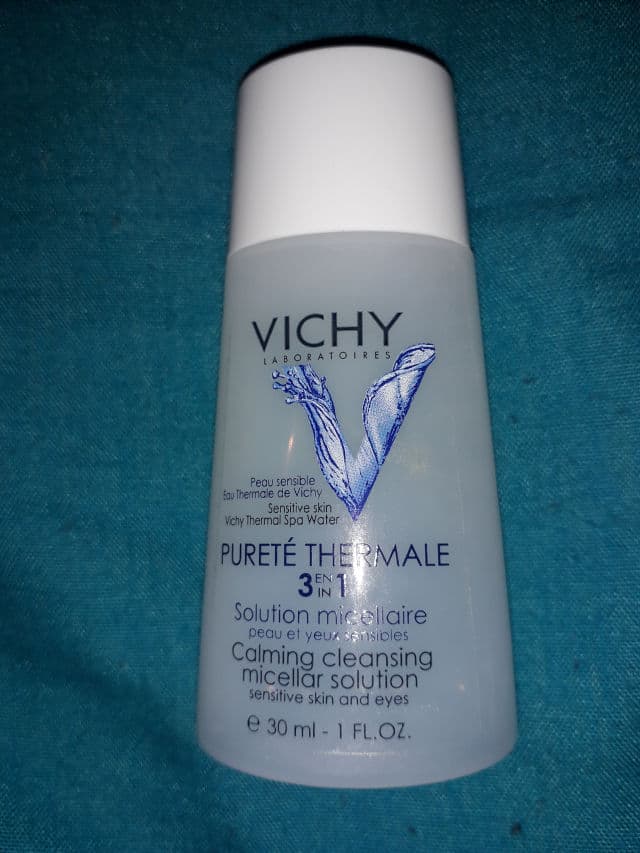 VICHY
LABORATOIRES
Peau sensible
Eau Thermale de Vichy
Sensitive skin
Vichy Thermal Spa Water
PURETÉ THERMALE
3 EN IN 1
Solution micellaire
peau et yeux sensibles
Calming cleansing
micellar solution
sensitive skin and eyes
℮ 30 ml - 1 FL.OZ.